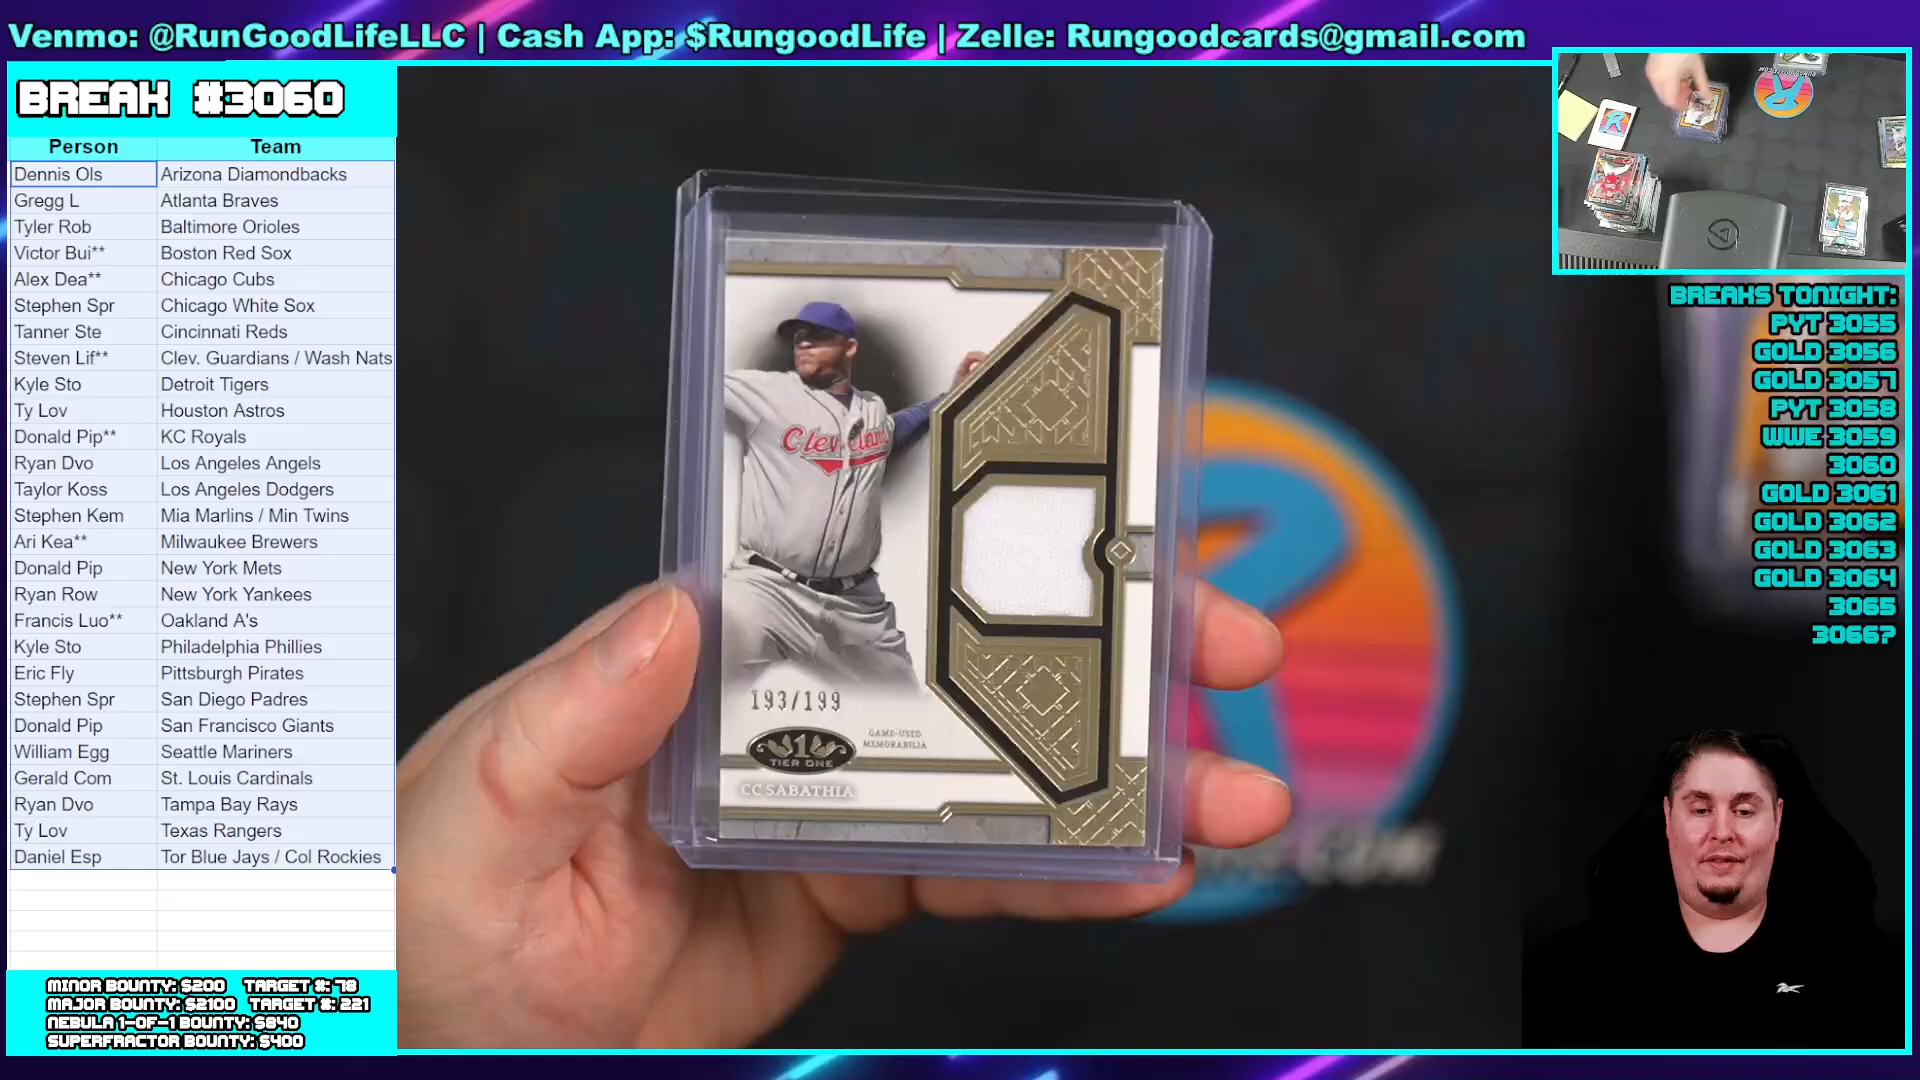 Venmo: @RunGoodLifeLLC | Cash App: $RungoodLife | Zelle: Rungoodcards@gmail.com
BREAK #3060
Person Team
Dennis Ols Arizona Diamondbacks
Gregg L Atlanta Braves
Tyler Rob Baltimore Orioles
Victor Bui** Boston Red Sox
Alex Dea** Chicago Cubs
Stephen Spr Chicago White Sox
Tanner Ste Cincinnati Reds
Steven Lif** Clev. Guardians / Wash Nats
Kyle Sto Detroit Tigers
Ty Lov Houston Astros
Donald Pip** KC Royals
Ryan Dvo Los Angeles Angels
Taylor Koss Los Angeles Dodgers
Stephen Kem Mia Marlins / Min Twins
Ari Kea** Milwaukee Brewers
Donald Pip New York Mets
Ryan Row New York Yankees
Francis Luo** Oakland A's
Kyle Sto Philadelphia Phillies
Eric Fly Pittsburgh Pirates
Stephen Spr San Diego Padres
Donald Pip San Francisco Giants
William Egg Seattle Mariners
Gerald Com St. Louis Cardinals
Ryan Dvo Tampa Bay Rays
Ty Lov Texas Rangers
Daniel Esp Tor Blue Jays / Col Rockies
MINOR BOUNTY: $200 TARGET #: 78
MAJOR BOUNTY: $2100 TARGET #: 221
NEBULA 1-OF-1 BOUNTY: $840
SUPERFRACTOR BOUNTY: $400
Cleveland
193/199
1
TIER ONE
GAME-USED
MEMORABILIA
CC SABATHIA
R
.COM
BREAKS TONIGHT:
PYT 3055
GOLD 3056
GOLD 3057
PYT 3058
WWE 3059
3060
GOLD 3061
GOLD 3062
GOLD 3063
GOLD 3064
3065
3066?